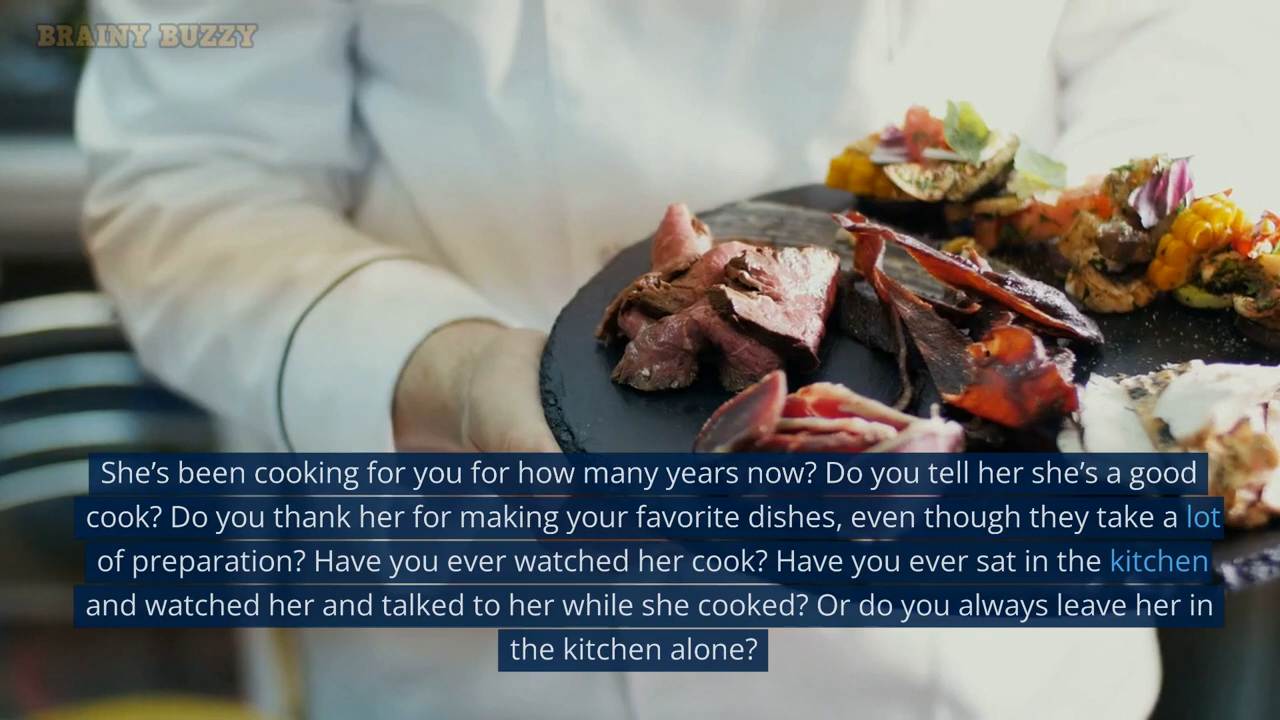 BRAINY BUZZY
She’s been cooking for you for how many years now? Do you tell her she’s a good
cook? Do you thank her for making your favorite dishes, even though they take a lot
of preparation? Have you ever watched her cook? Have you ever sat in the kitchen
and watched her and talked to her while she cooked? Or do you always leave her in
the kitchen alone?